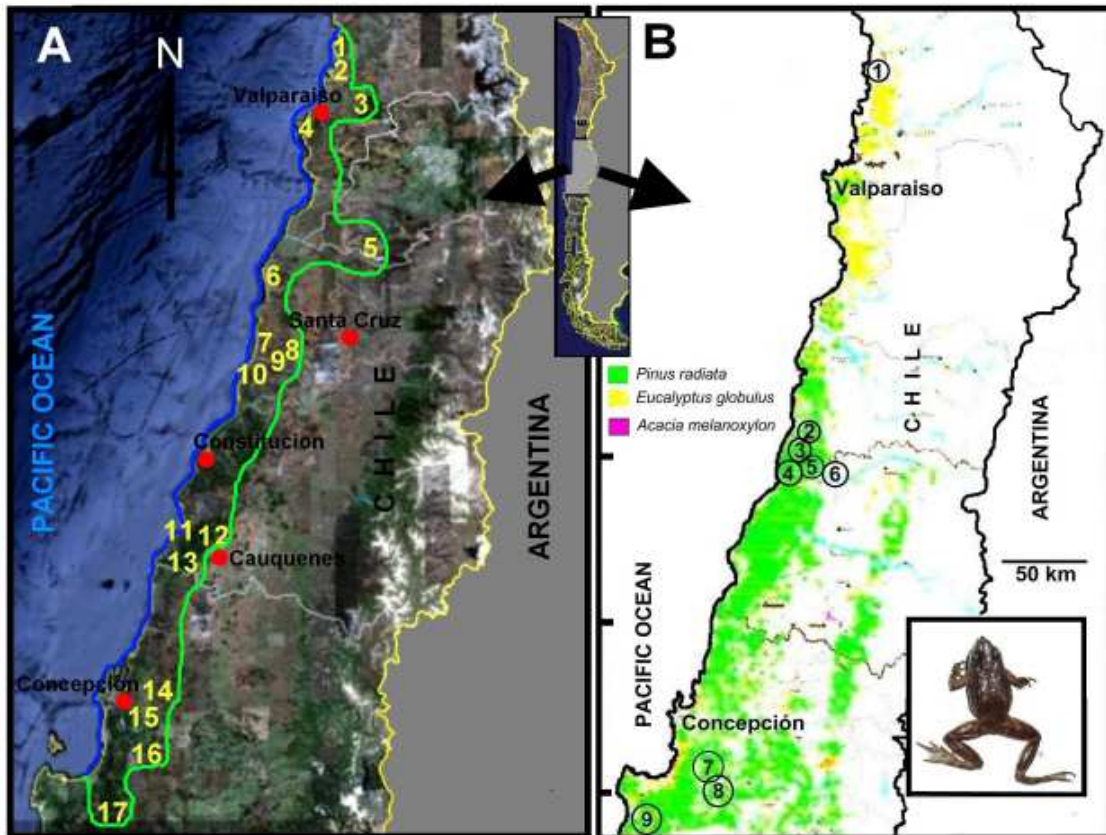 A
N
1
2
Valparaiso
3
4
5
6
Santa Cruz
7
8
9
10
Constitucion
11
12
13
Cauquenes
Concepción
14
15
16
17
PACIFIC OCEAN
CHILE
ARGENTINA
B
1
Valparaiso
Pinus radiata
Eucalyptus globulus
Acacia melanoxylon
2
3
4
5
6
CHILE
ARGENTINA
50 km
PACIFIC OCEAN
Concepción
7
8
9